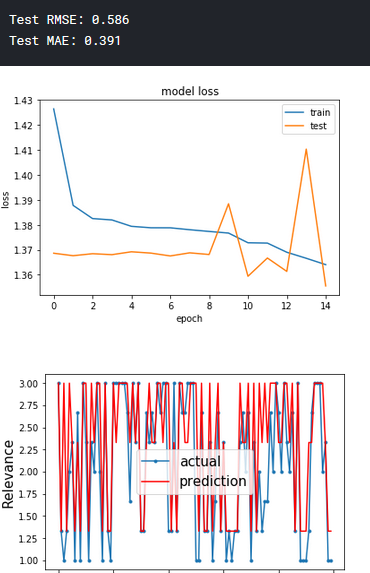 Test RMSE: 0.586
Test MAE: 0.391
model loss
1.43
1.42
1.41
1.40
1.39
1.38
1.37
1.36
loss
train
test
0 2 4 6 8 10 12 14
epoch
3.00
2.75
2.50
2.25
2.00
1.75
1.50
1.25
1.00
Relevance
actual
prediction